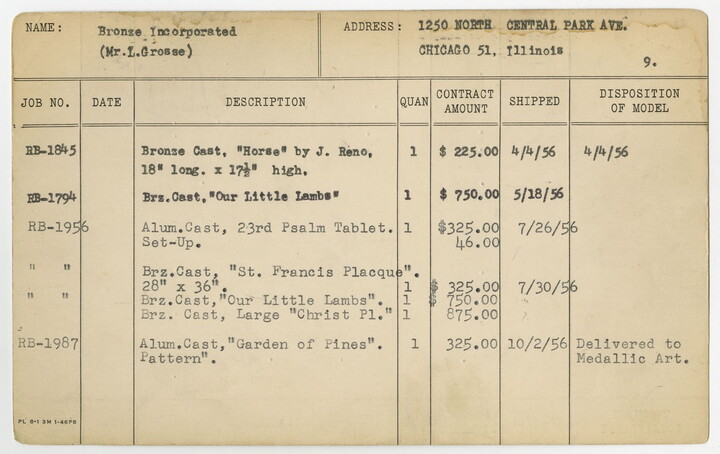 NAME: Bronze Incorporated ADDRESS: 1250 NORTH CENTRAL PARK AVE.
(Mr.L.Grosse) CHICAGO 51, Illinois
9.
JOB NO. DATE DESCRIPTION QUAN CONTRACT AMOUNT SHIPPED DISPOSITION OF MODEL
RB-1845 Bronze Cast, "Horse" by J. Reno, 1 $ 225.00 4/4/56 4/4/56
18" long. x 17½" high.
RB-1794 Brz.Cast,"Our Little Lambs" 1 $ 750.00 5/18/56
RB-1956 Alum.Cast, 23rd Psalm Tablet. 1 $325.00 7/26/56
Set-Up. 46.00
" " Brz.Cast, "St. Francis Placque".
28" x 36". 1 $ 325.00 7/30/56
" " Brz.Cast,"Our Little Lambs". 1 $ 750.00
Brz. Cast, Large "Christ Pl." 1 875.00
RB-1987 Alum.Cast,"Garden of Pines". 1 325.00 10/2/56 Delivered to
Pattern". Medallic Art.
PL 6-1 3M 1-4678